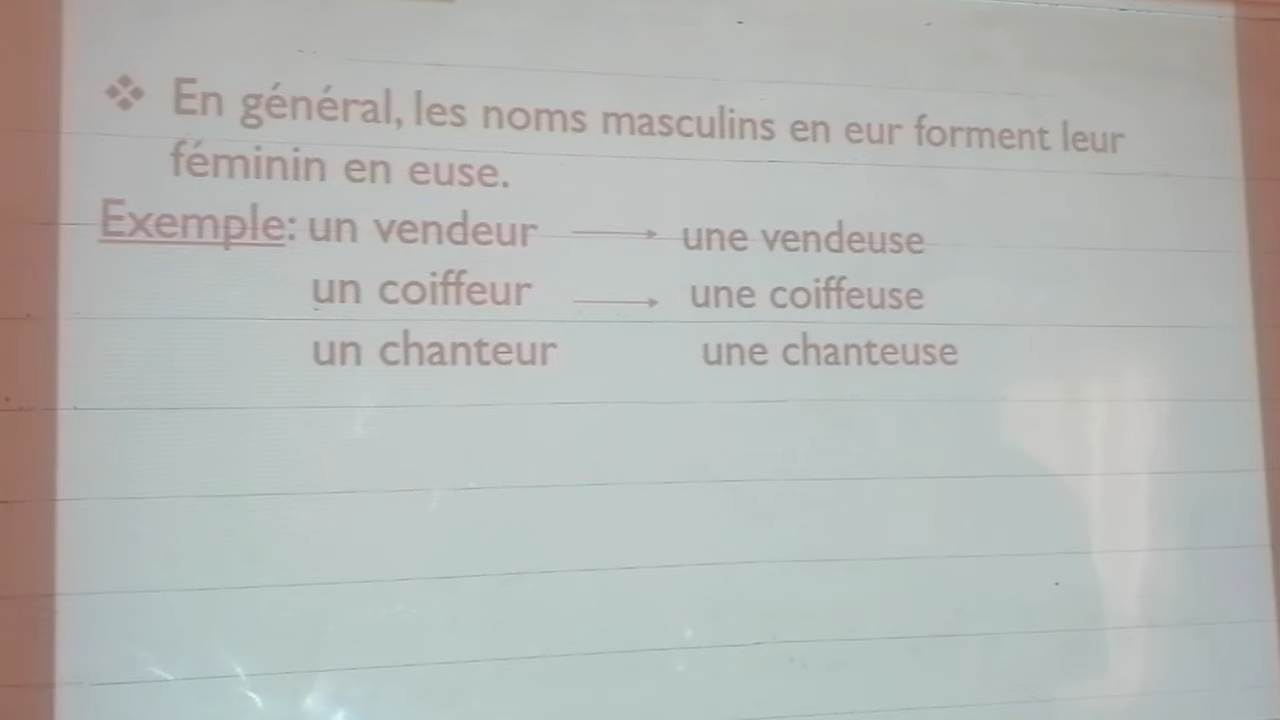 ❖ En général, les noms masculins en eur forment leur
féminin en euse.
Exemple: un vendeur → une vendeuse
un coiffeur → une coiffeuse
un chanteur une chanteuse